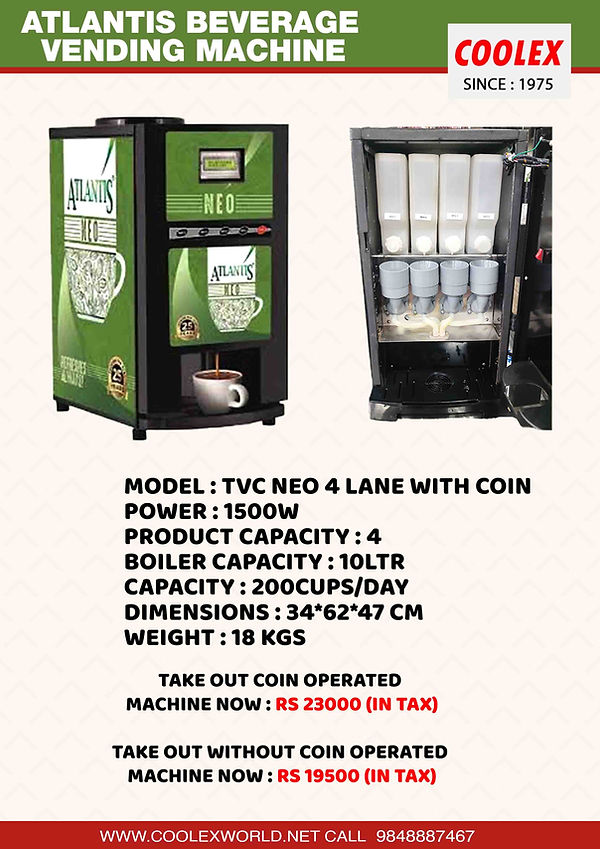 ATLANTIS BEVERAGE
VENDING MACHINE
COOLEX
SINCE : 1975
ATLANTIS
NEO
NEO
ATLANTIS
NEO
25
25
MODEL : TVC NEO 4 LANE WITH COIN
POWER : 1500W
PRODUCT CAPACITY : 4
BOILER CAPACITY : 10LTR
CAPACITY : 200CUPS/DAY
DIMENSIONS : 34*62*47 CM
WEIGHT : 18 KGS
TAKE OUT COIN OPERATED
MACHINE NOW : RS 23000 (IN TAX)
TAKE OUT WITHOUT COIN OPERATED
MACHINE NOW : RS 19500 (IN TAX)
WWW.COOLEXWORLD.NET CALL 9848887467